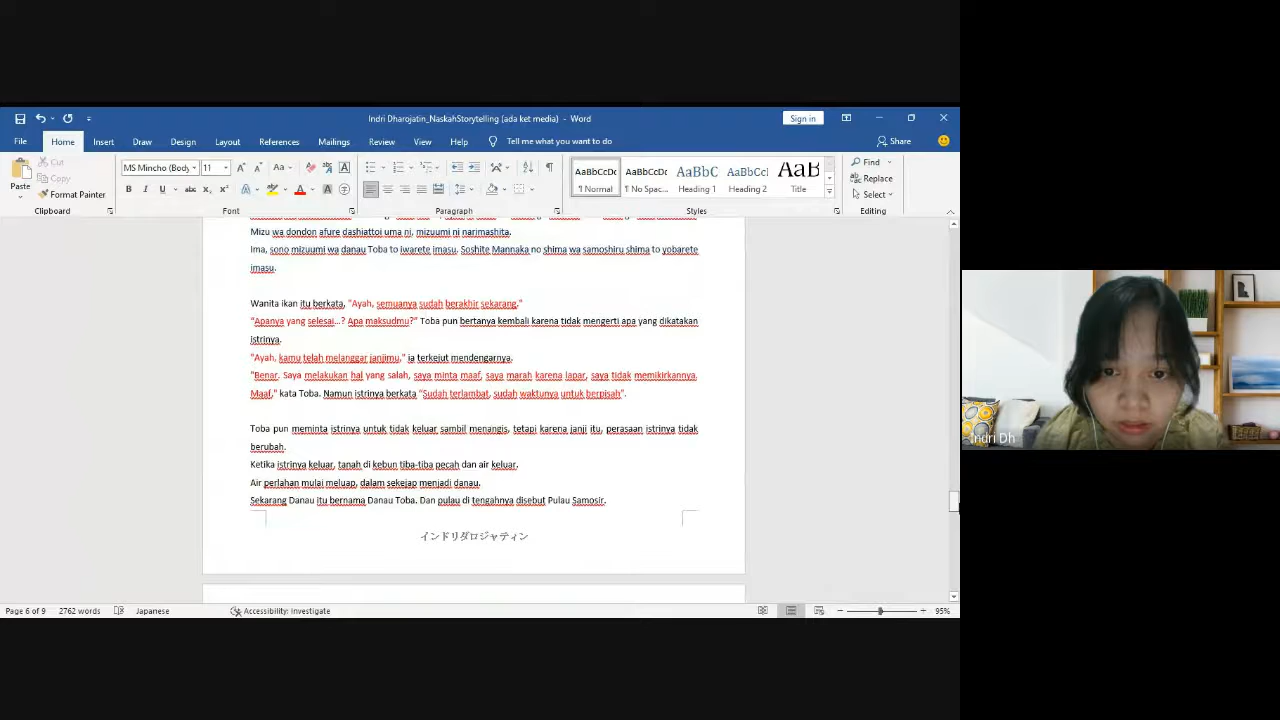 Indri Dharojatin_NaskahStorytelling (ada ket media) - Word
Sign in
File Home Insert Draw Design Layout References Mailings Review View Help Tell me what you want to do Share
Paste Cut Copy Format Painter
MS Mincho (Body 11
AaBbCcDc AaBbCcDc AaBbC AaBbCcI AaB
¶ Normal ¶ No Spac... Heading 1 Heading 2 Title
Find Replace Select
Clipboard Font Paragraph Styles Editing
Mizu wa dondon afure dashiattoi uma ni, mizuumi ni narimashita.
Ima, sono mizuumi wa danau Toba to iwarete imasu. Soshite Mannaka no shima wa samoshiru shima to yobarete
imasu.
Wanita ikan itu berkata, "Ayah, semuanya sudah berakhir sekarang."
"Apanya yang selesai...? Apa maksudmu?" Toba pun bertanya kembali karena tidak mengerti apa yang dikatakan
istrinya.
"Ayah, kamu telah melanggar janjimu," ia terkejut mendengarnya.
"Benar. Saya melakukan hal yang salah, saya minta maaf, saya marah karena lapar, saya tidak memikirkannya.
Maaf," kata Toba. Namun istrinya berkata "Sudah terlambat, sudah waktunya untuk berpisah".
Toba pun meminta istrinya untuk tidak keluar sambil menangis, tetapi karena janji itu, perasaan istrinya tidak
berubah.
Ketika istrinya keluar, tanah di kebun tiba-tiba pecah dan air keluar.
Air perlahan mulai meluap, dalam sekejap menjadi danau.
Sekarang Danau itu bernama Danau Toba. Dan pulau di tengahnya disebut Pulau Samosir.
インドリダロジャティン
Page 6 of 9 2762 words Japanese Accessibility: Investigate 95%
Indri Dh